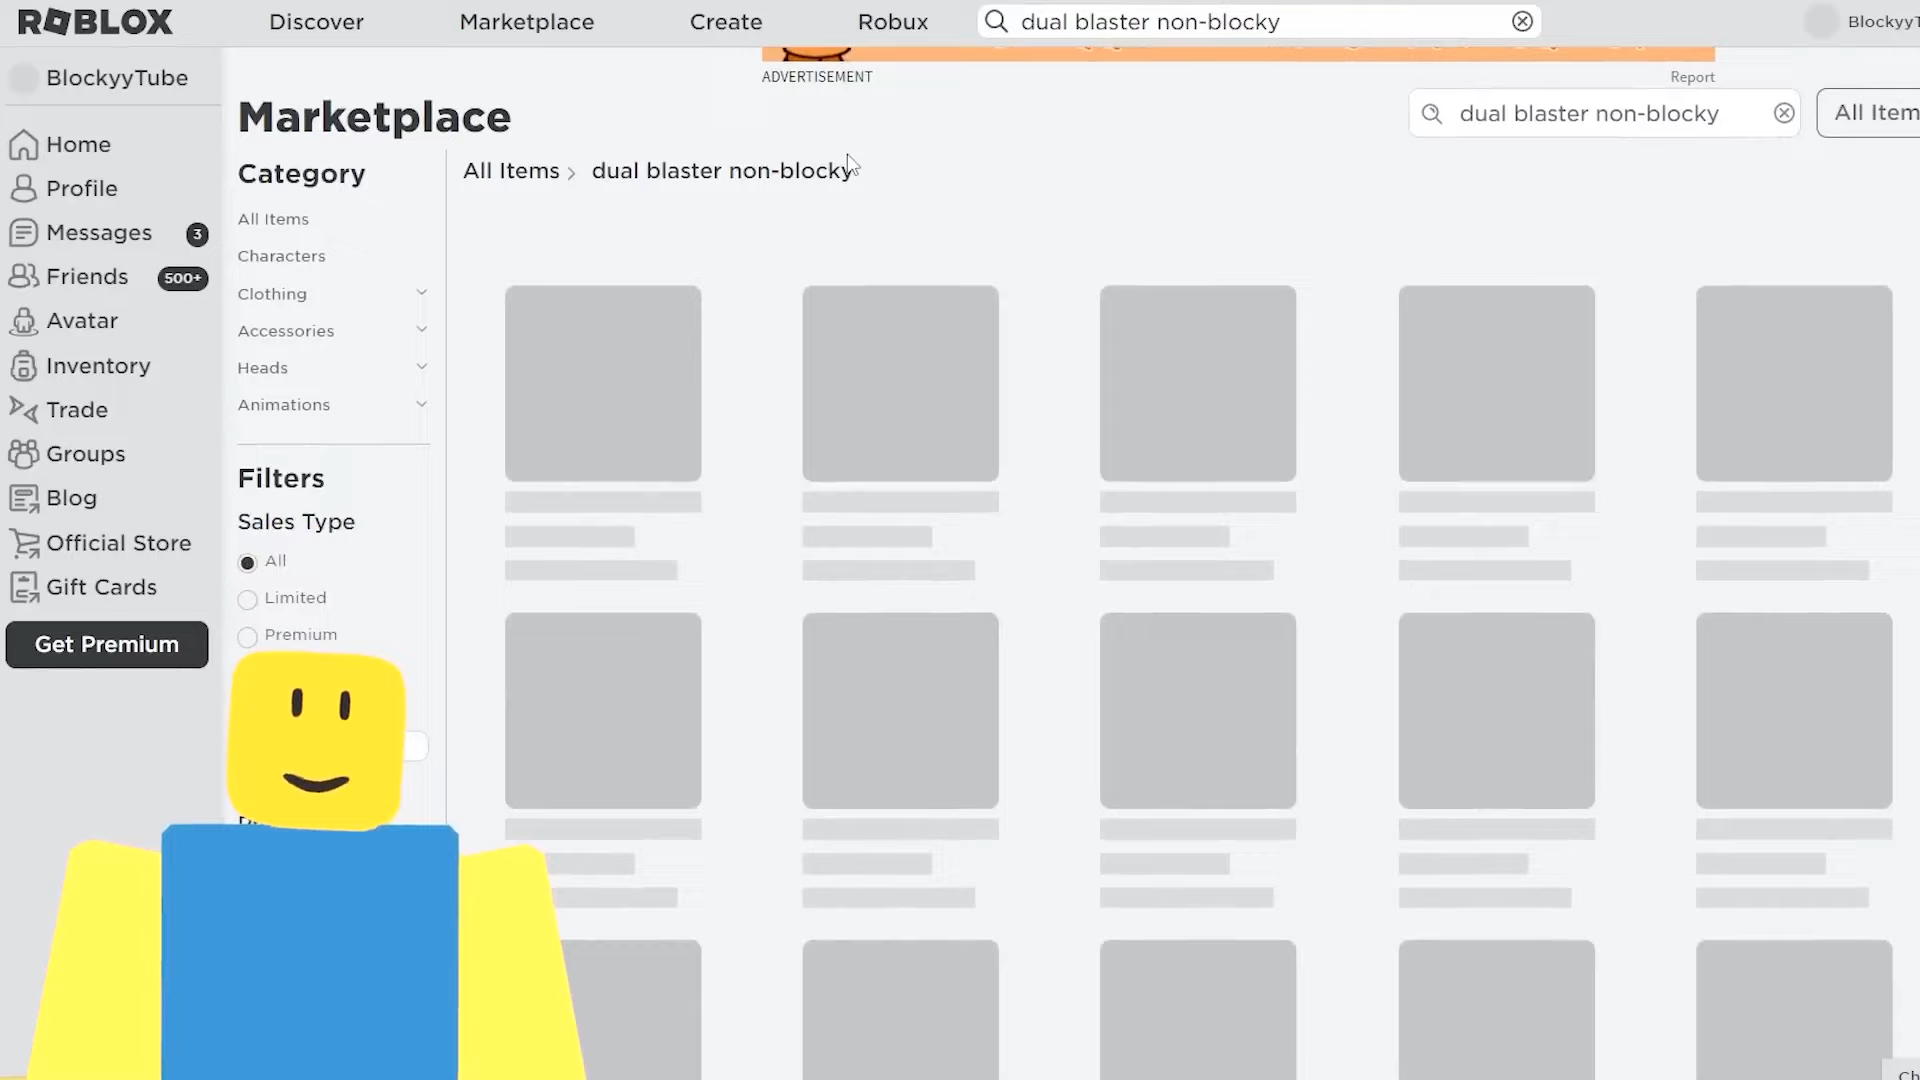 ROBLOX
Discover
Marketplace
Create
Robux
dual blaster non-blocky
BlockyyT
BlockyyTube
Home
Profile
Messages
3
Friends
500+
Avatar
Inventory
Trade
Groups
Blog
Official Store
Gift Cards
Get Premium
ADVERTISEMENT
Report
Marketplace
dual blaster non-blocky
All Item
All Items > dual blaster non-blocky
Category
All Items
Characters
Clothing
Accessories
Heads
Animations
Filters
Sales Type
All
Limited
Premium
Ch